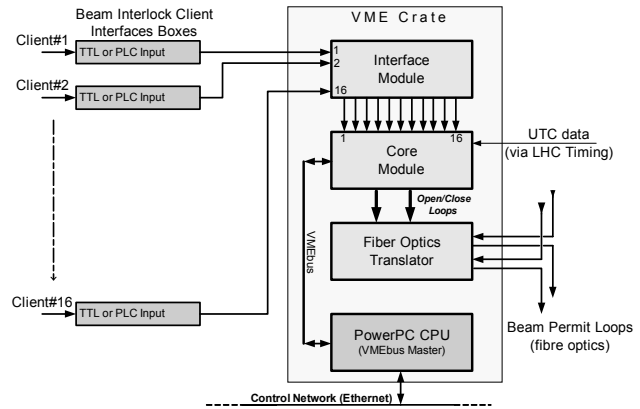 Beam Interlock Client
Interfaces Boxes
VME Crate
Client#1
TTL or PLC Input
1
2
16
Interface
Module
Client#2
TTL or PLC Input
1
16
Core
Module
UTC data
(via LHC Timing)
Open/Close
Loops
VMEbus
Fiber Optics
Translator
Client#16
TTL or PLC Input
Beam Permit Loops
(fibre optics)
PowerPC CPU
(VMEbus Master)
Control Network (Ethernet)